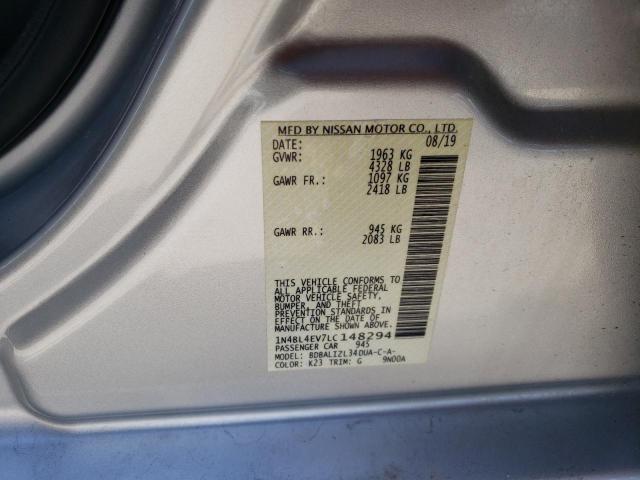 MFD BY NISSAN MOTOR CO., LTD.
DATE: 08/19
GVWR: 1963 KG
4328 LB
GAWR FR.: 1097 KG
2418 LB
GAWR RR.: 945 KG
2083 LB
THIS VEHICLE CONFORMS TO
ALL APPLICABLE FEDERAL
MOTOR VEHICLE SAFETY,
BUMPER, AND THEFT
PREVENTION STANDARDS
IN EFFECT ON THE DATE OF
MANUFACTURE SHOWN ABOVE.
1N4BL4EV7LC148294
PASSENGER CAR 945
MODEL: BDBALIZL34DUA-C-A-
COLOR: K23 TRIM: G 9N00A